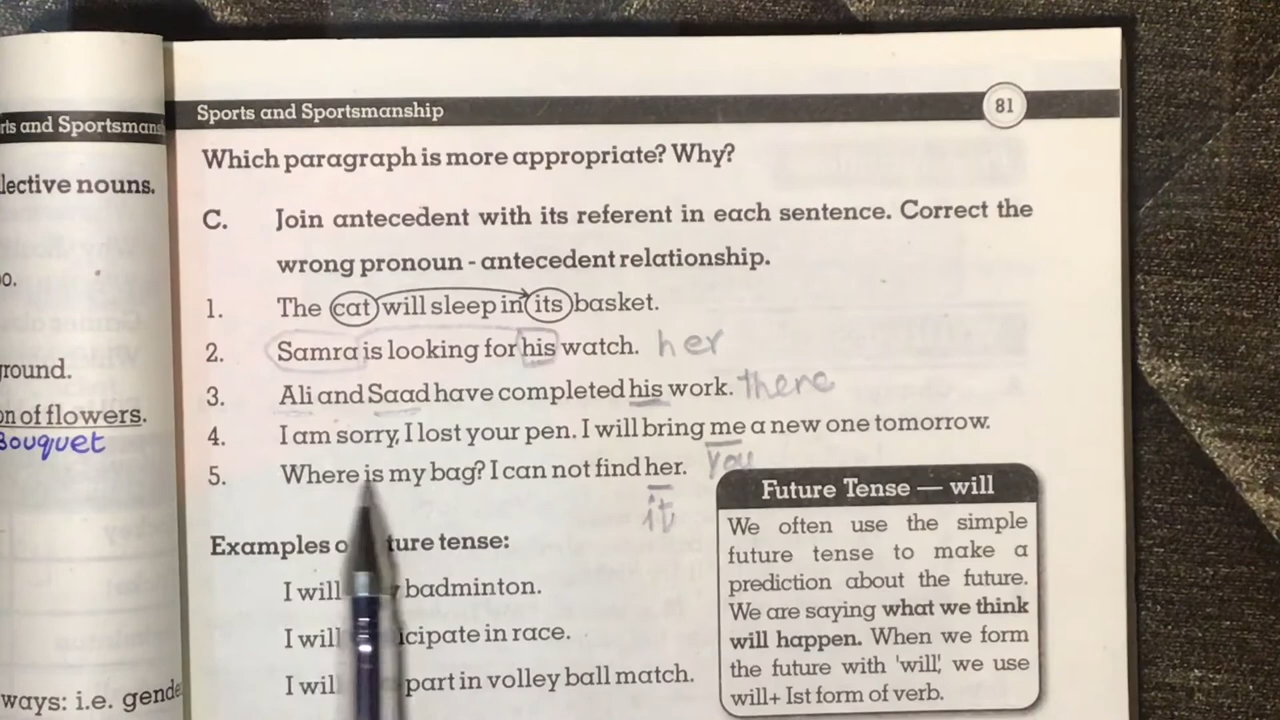 rts and Sportsmans
lective nouns.
oo.
ground.
on of flowers.
Bouquet
ways: i.e. gende
Sports and Sportsmanship 81
Which paragraph is more appropriate? Why?
C. Join antecedent with its referent in each sentence. Correct the
wrong pronoun - antecedent relationship.
1. The cat will sleep in its basket.
2. Samra is looking for his watch. her
3. Ali and Saad have completed his work. there
4. I am sorry, I lost your pen. I will bring me a new one tomorrow.
you
5. Where is my bag? I can not find her.
it
Examples o ture tense:
I will badminton.
I will icipate in race.
I will part in volley ball match.
Future Tense — will
We often use the simple
future tense to make a
prediction about the future.
We are saying what we think
will happen. When we form
the future with 'will', we use
will+ Ist form of verb.